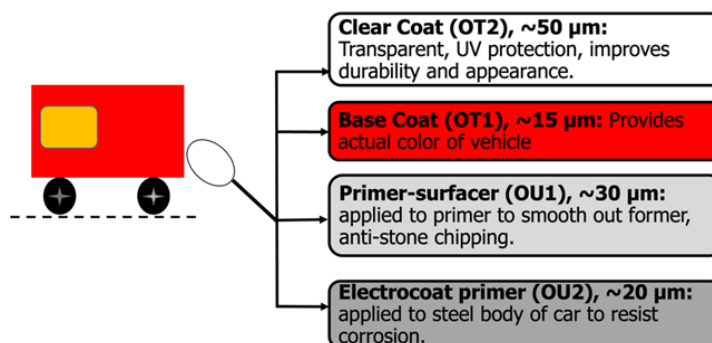 Clear Coat (OT2), ~50 µm:
Transparent, UV protection, improves
durability and appearance.
Base Coat (OT1), ~15 µm: Provides
actual color of vehicle
Primer-surfacer (OU1), ~30 µm:
applied to primer to smooth out former,
anti-stone chipping.
Electrocoat primer (OU2), ~20 µm:
applied to steel body of car to resist
corrosion.